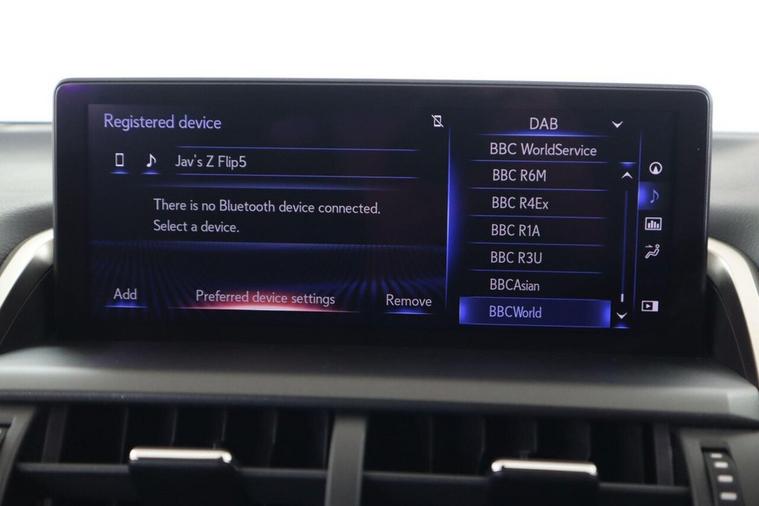 Registered device
Jav's Z Flip5
There is no Bluetooth device connected.
Select a device.
Add
Preferred device settings
Remove
DAB
BBC WorldService
BBC R6M
BBC R4Ex
BBC R1A
BBC R3U
BBCAsian
BBCWorld